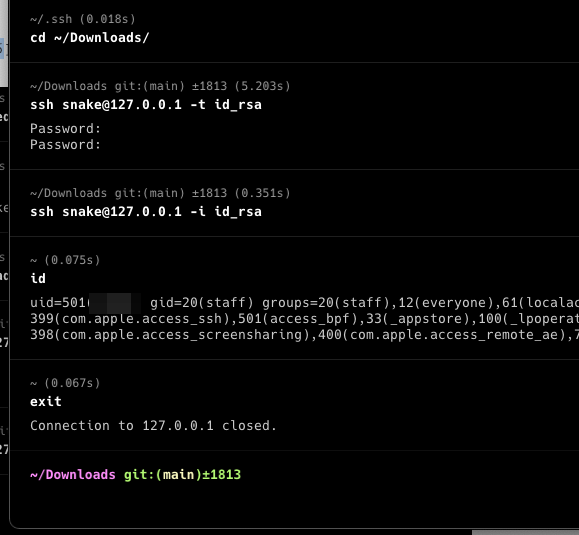 ~/.ssh (0.018s)
cd ~/Downloads/
~/Downloads git:(main) ±1813 (5.203s)
ssh snake@127.0.0.1 -t id_rsa
Password:
Password:
~/Downloads git:(main) ±1813 (0.351s)
ssh snake@127.0.0.1 -i id_rsa
~ (0.075s)
id
uid=501( gid=20(staff) groups=20(staff),12(everyone),61(localac
399(com.apple.access_ssh),501(access_bpf),33(_appstore),100(_lpoperat
398(com.apple.access_screensharing),400(com.apple.access_remote_ae),7
~ (0.067s)
exit
Connection to 127.0.0.1 closed.
~/Downloads git:(main)±1813